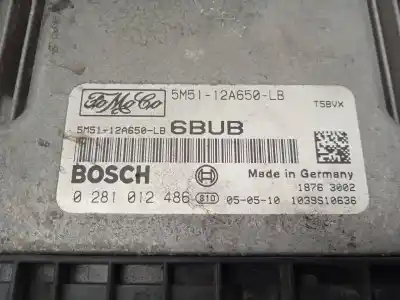 FoMoCo 5M51-12A650-LB
T5BVX
5M51-12A650-LB 6BUB
BOSCH Made in Germany
1876 3002
0 281 012 486 810 05-05-10 1039S10636